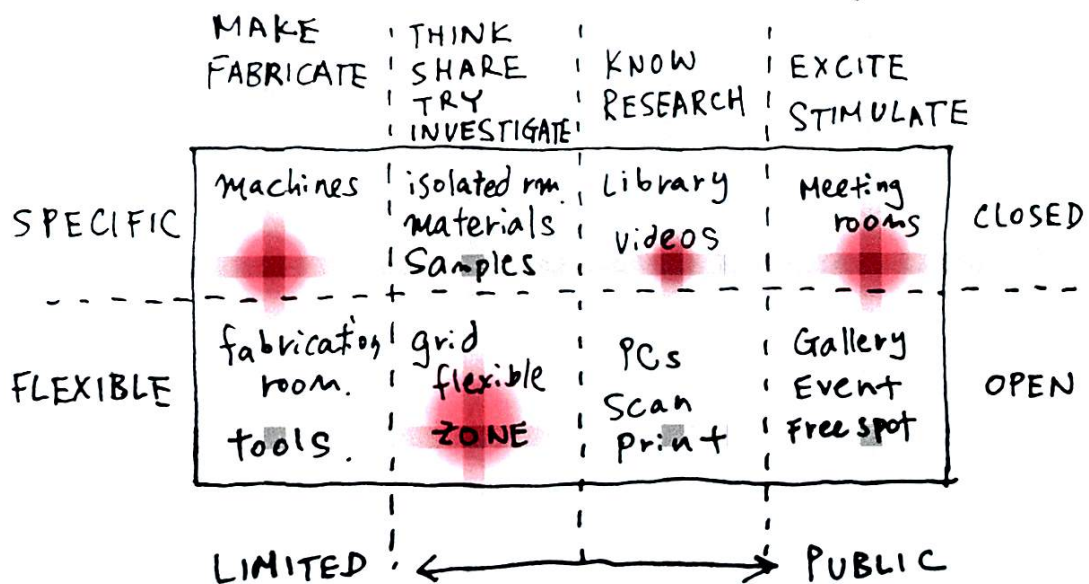 MAKE
FABRICATE
THINK
SHARE
TRY
INVESTIGATE
KNOW
RESEARCH
EXCITE
STIMULATE
SPECIFIC
machines
isolated rm.
materials
Samples
Library
videos
Meeting
rooms
CLOSED
FLEXIBLE
fabrication
room.
tools.
grid
flexible
ZONE
PCs
Scan
print
Gallery
Event
Free spot
OPEN
LIMITED
PUBLIC